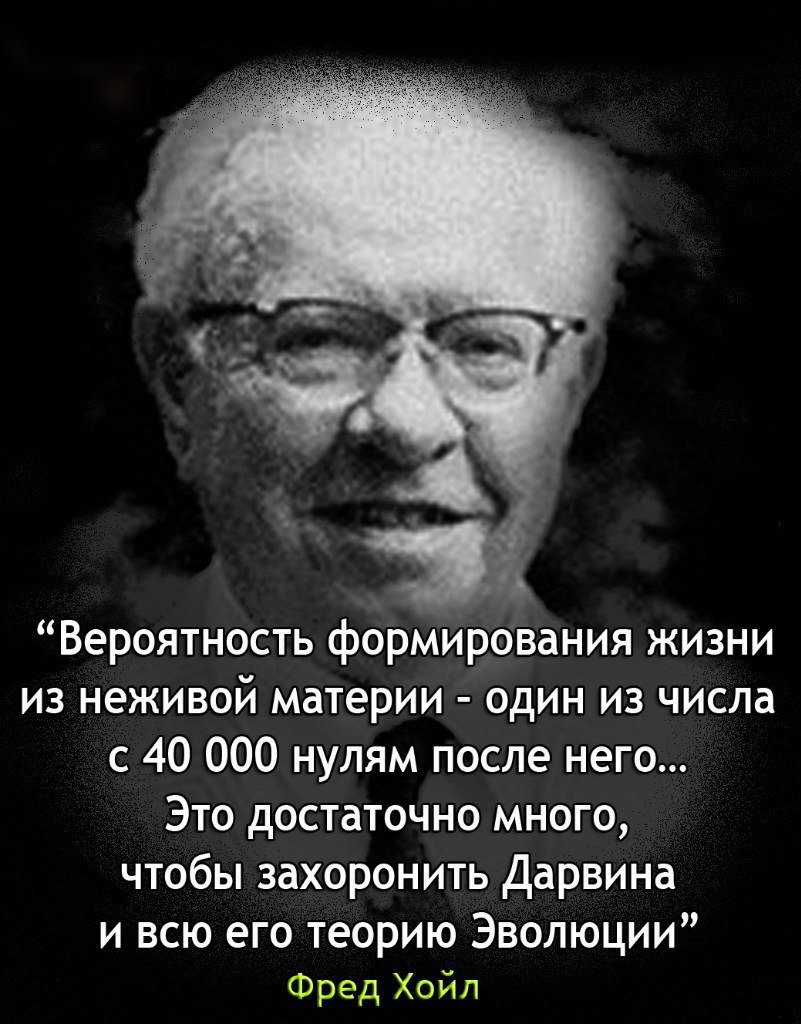 “Вероятность формирования жизни
из неживой материи - один из числа
с 40 000 нулям после него...
Это достаточно много,
чтобы захоронить Дарвина
и всю его теорию Эволюции”
Фред Хойл